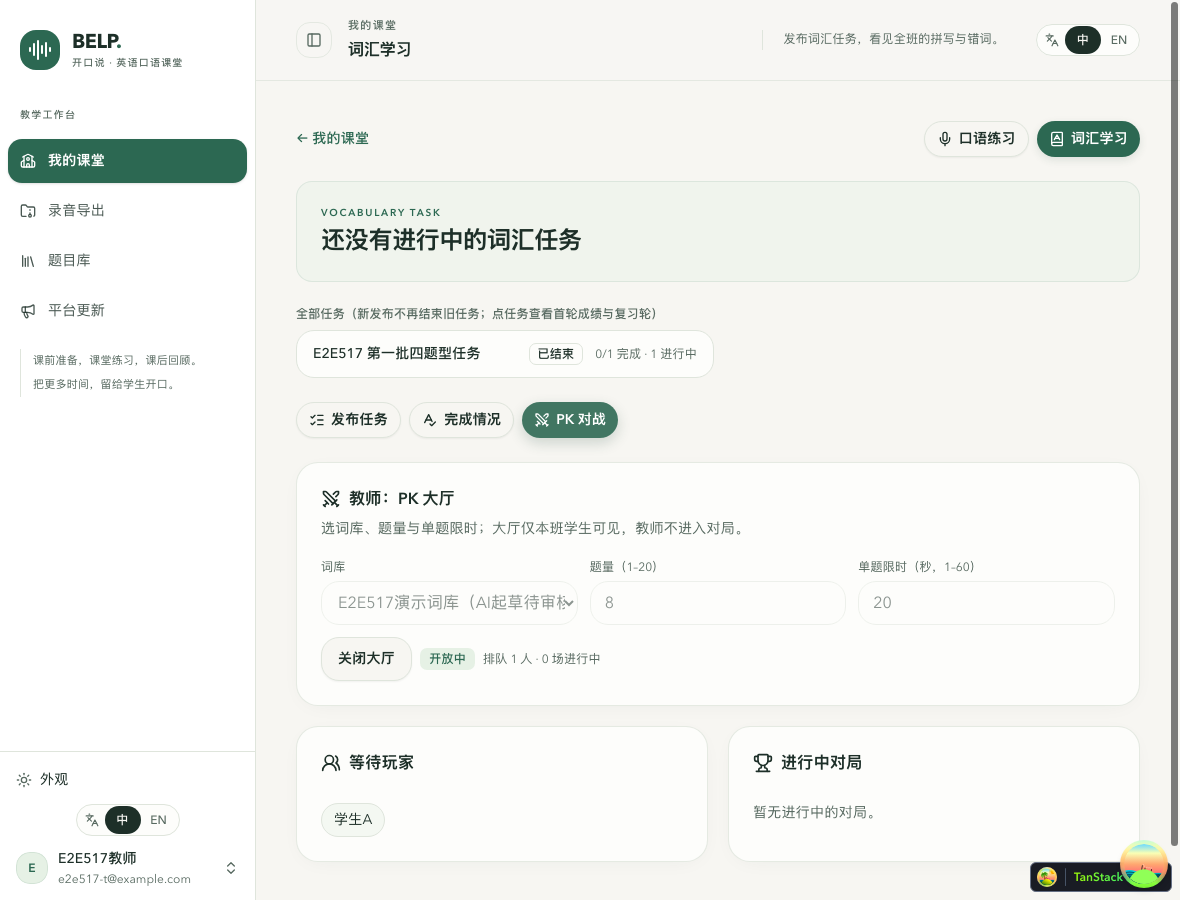 BELP.
开口说 · 英语口语课堂
教学工作台
我的课堂
录音导出
题目库
平台更新
课前准备，课堂练习，课后回顾。
把更多时间，留给学生开口。
外观
中 EN
E
E2E517教师
e2e517-t@example.com
我的课堂
词汇学习
发布词汇任务，看见全班的拼写与错词。
中 EN
← 我的课堂
口语练习
词汇学习
VOCABULARY TASK
还没有进行中的词汇任务
全部任务（新发布不再结束旧任务；点任务查看首轮成绩与复习轮）
E2E517 第一批四题型任务 已结束 0/1 完成 · 1 进行中
发布任务 完成情况 PK 对战
教师：PK 大厅
选词库、题量与单题限时；大厅仅本班学生可见，教师不进入对局。
词库 题量（1–20） 单题限时（秒，1–60）
E2E517演示词库（AI起草待审 8 20
关闭大厅 开放中 排队 1 人 · 0 场进行中
等待玩家
学生A
进行中对局
暂无进行中的对局。
TanStack